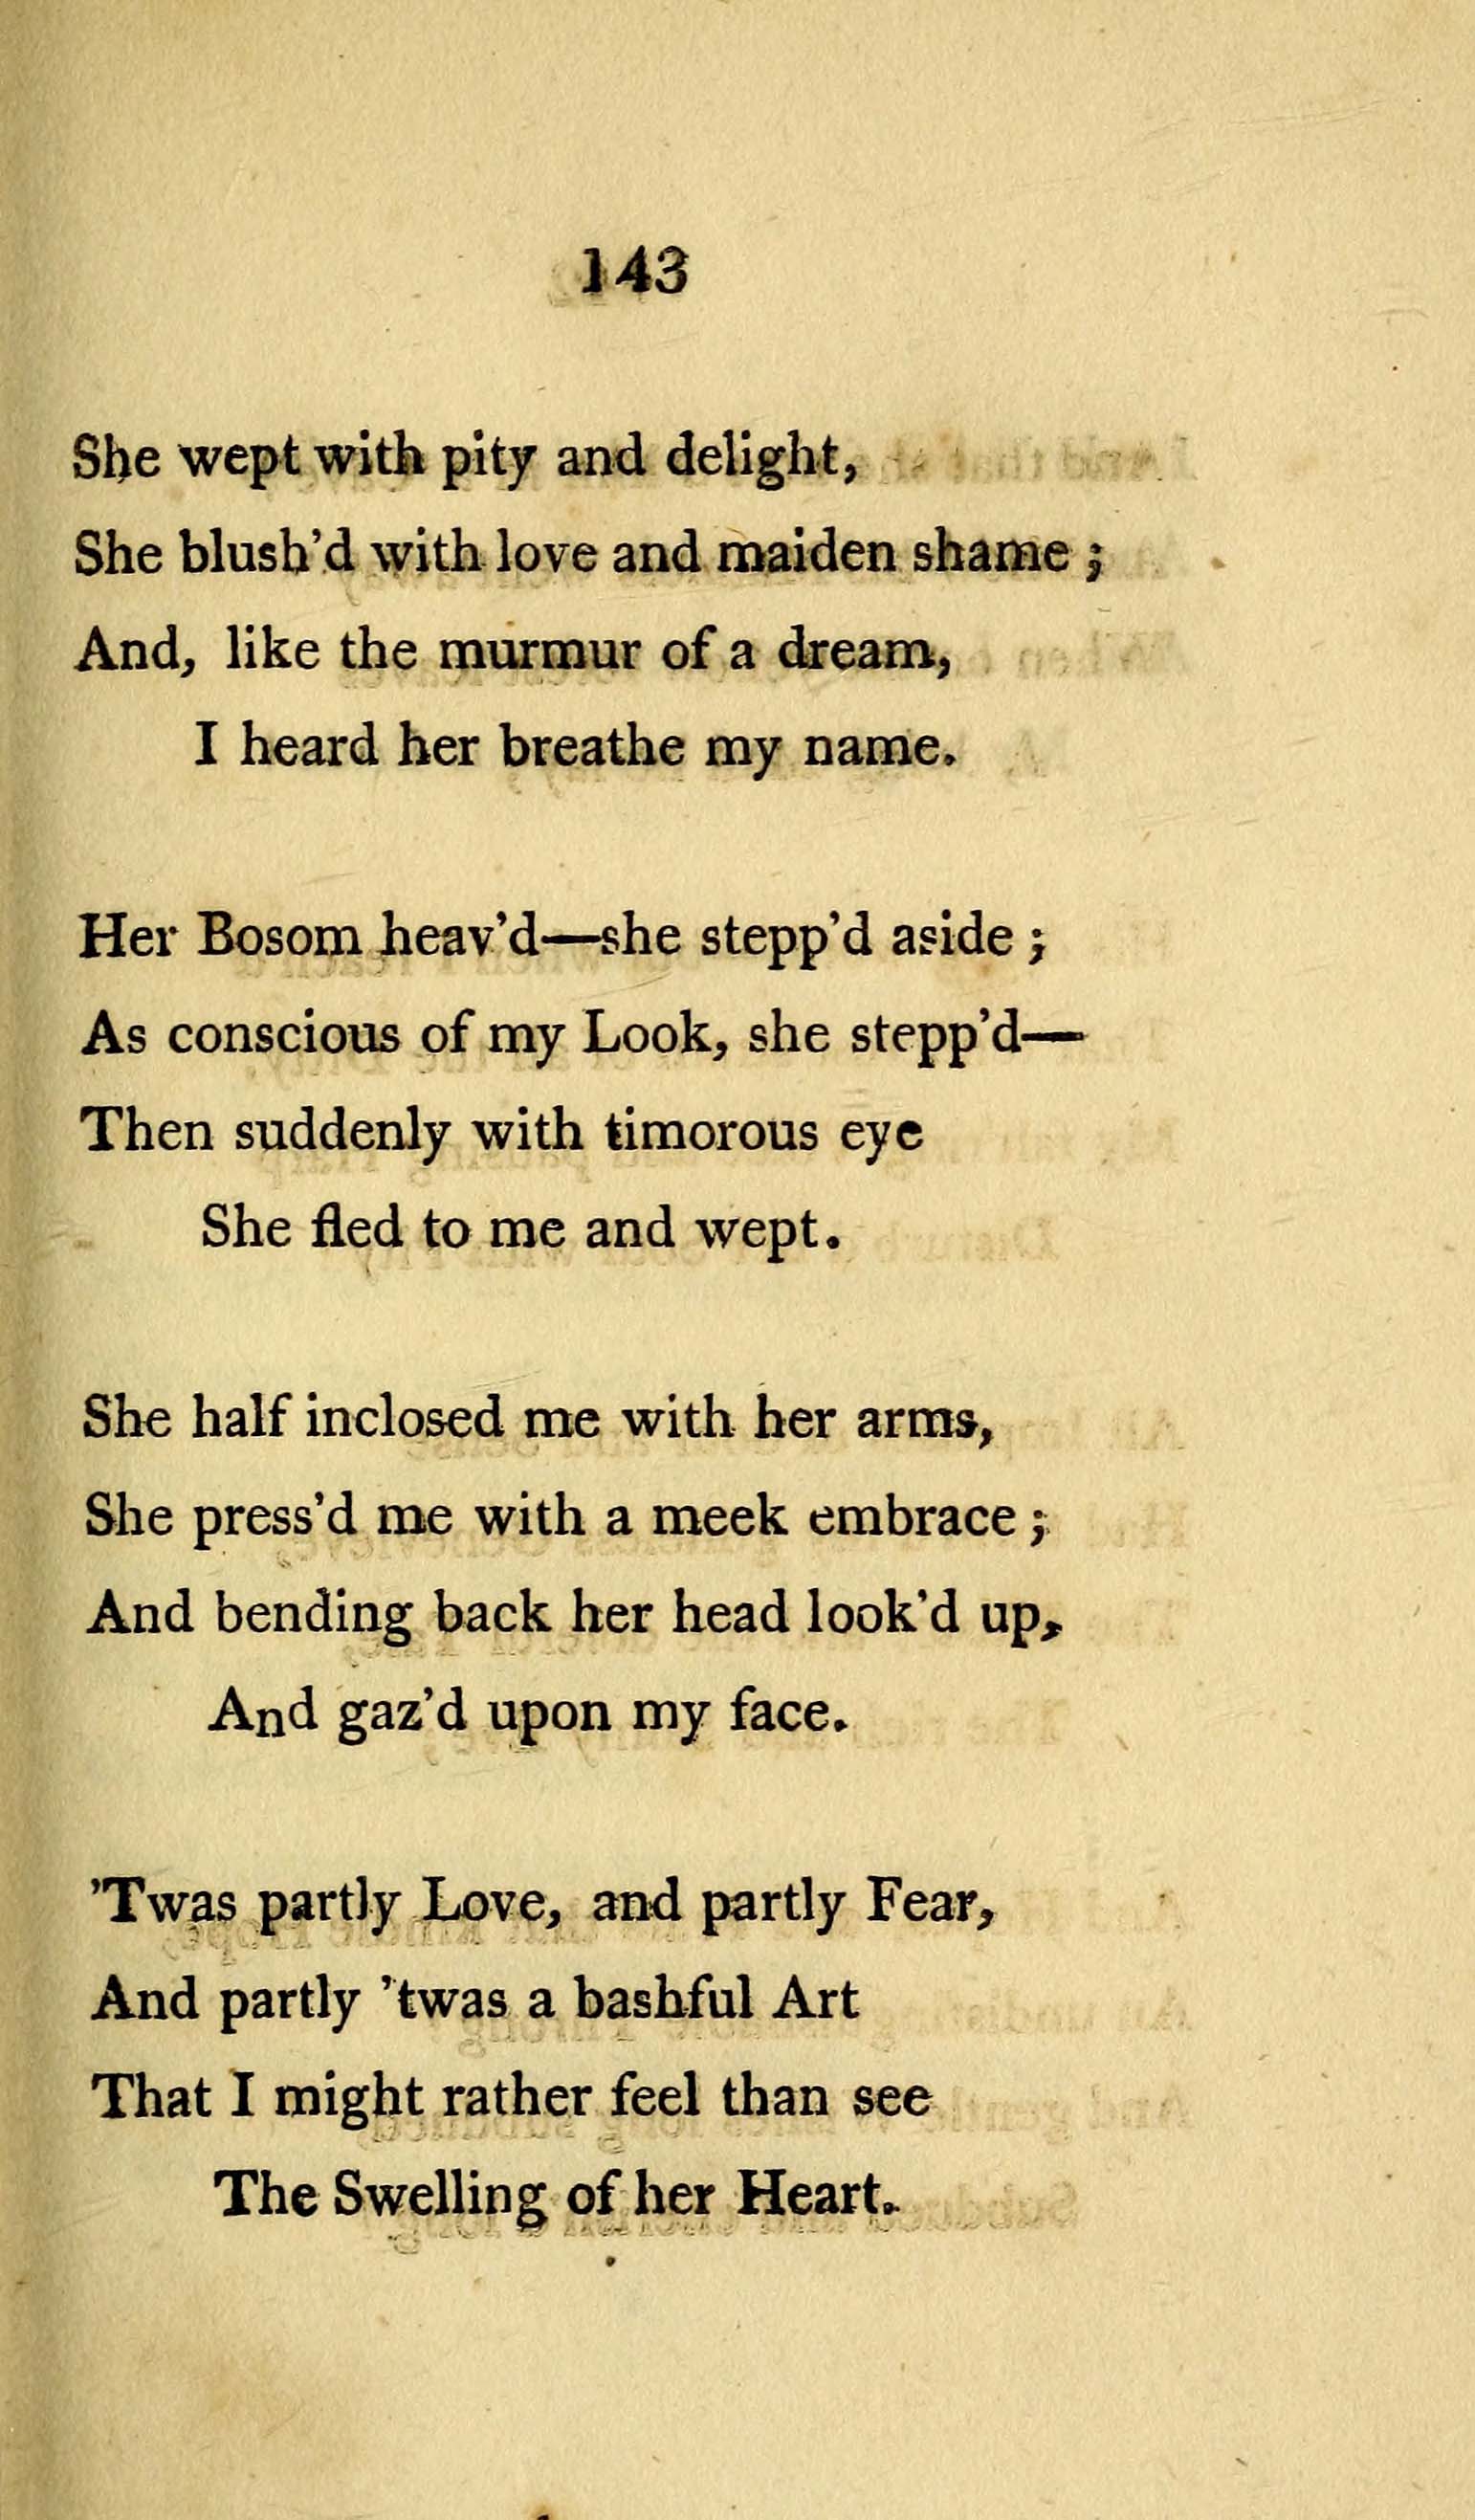 143
She wept with pity and delight,
She blush'd with love and maiden shame ;
And, like the murmur of a dream,
I heard her breathe my name.
Her Bosom heav'd—she stepp'd aside ;
As conscious of my Look, she stepp'd—
Then suddenly with timorous eye
She fled to me and wept.
She half inclosed me with her arms,
She press'd me with a meek embrace ;
And bending back her head look'd up,
And gaz'd upon my face.
'Twas partly Love, and partly Fear,
And partly 'twas a bashful Art
That I might rather feel than see
The Swelling of her Heart.